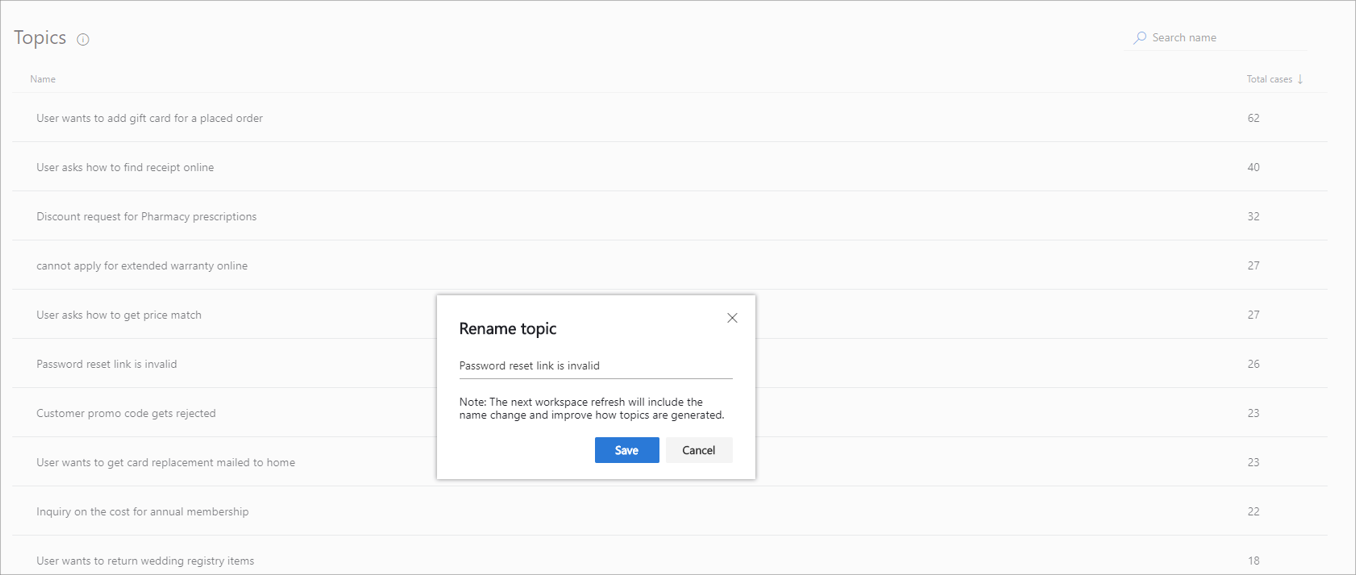 Topics
Search name
Name
Total cases ↓
User wants to add gift card for a placed order
62
User asks how to find receipt online
40
Discount request for Pharmacy prescriptions
32
cannot apply for extended warranty online
27
User asks how to get price match
27
Password reset link is invalid
26
Customer promo code gets rejected
23
User wants to get card replacement mailed to home
23
Inquiry on the cost for annual membership
22
User wants to return wedding registry items
18
Rename topic
Password reset link is invalid
Note: The next workspace refresh will include the
name change and improve how topics are generated.
Save
Cancel